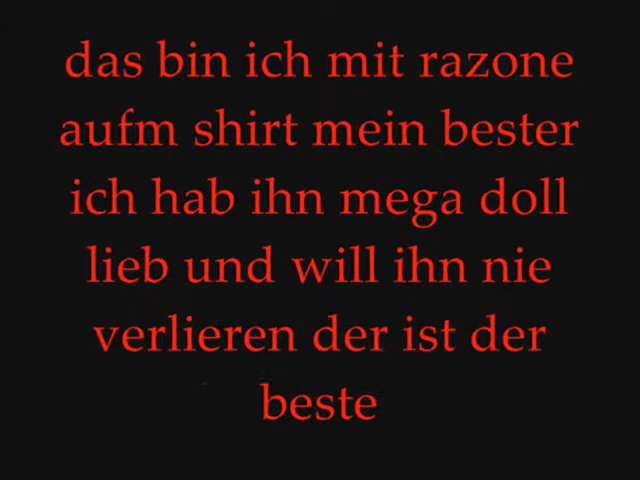 das bin ich mit razone
aufm shirt mein bester
ich hab ihn mega doll
lieb und will ihn nie
verlieren der ist der
beste